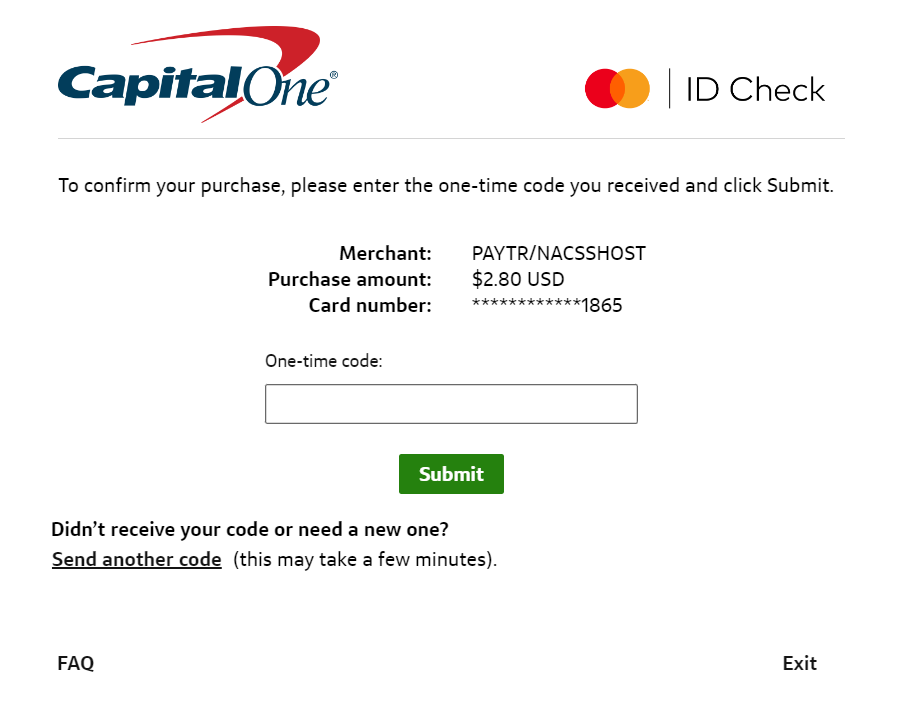 CapitalOne®
ID Check
To confirm your purchase, please enter the one-time code you received and click Submit.
Merchant: PAYTR/NACSSHOST
Purchase amount: $2.80 USD
Card number: ************1865
One-time code:
Submit
Didn’t receive your code or need a new one?
Send another code (this may take a few minutes).
FAQ Exit